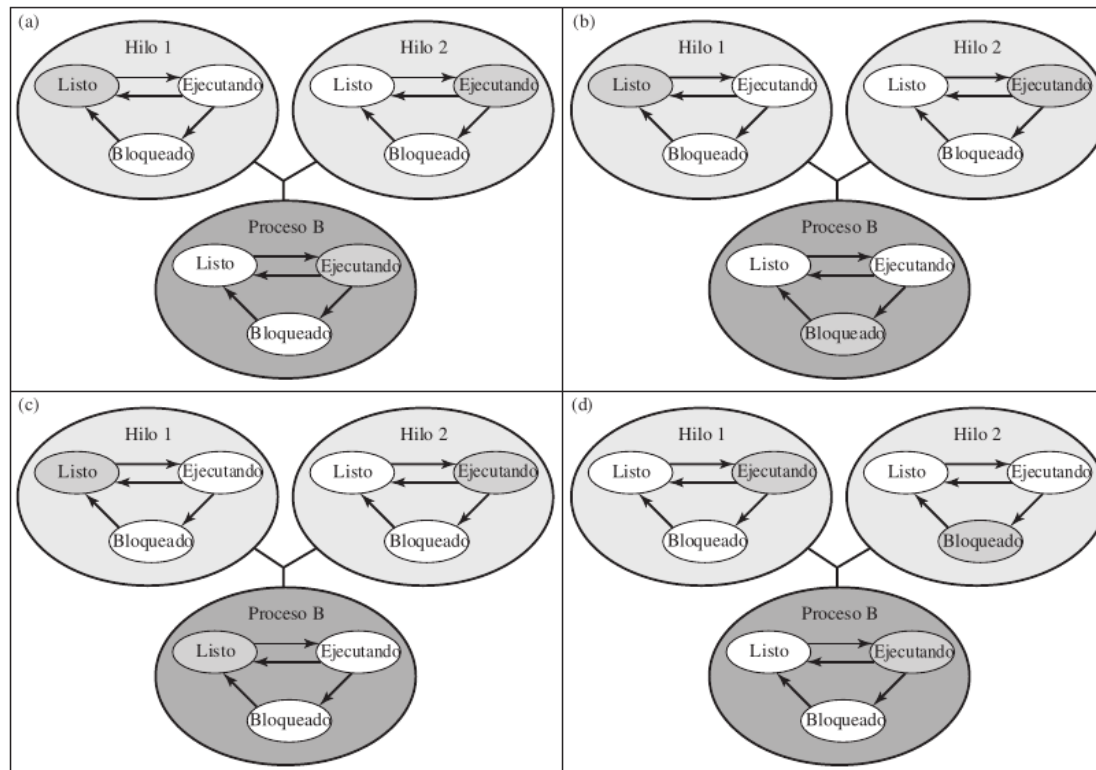 (a)
Hilo 1
Listo
Ejecutando
Bloqueado
Hilo 2
Listo
Ejecutando
Bloqueado
Proceso B
Listo
Ejecutando
Bloqueado
(b)
Hilo 1
Listo
Ejecutando
Bloqueado
Hilo 2
Listo
Ejecutando
Bloqueado
Proceso B
Listo
Ejecutando
Bloqueado
(c)
Hilo 1
Listo
Ejecutando
Bloqueado
Hilo 2
Listo
Ejecutando
Bloqueado
Proceso B
Listo
Ejecutando
Bloqueado
(d)
Hilo 1
Listo
Ejecutando
Bloqueado
Hilo 2
Listo
Ejecutando
Bloqueado
Proceso B
Listo
Ejecutando
Bloqueado